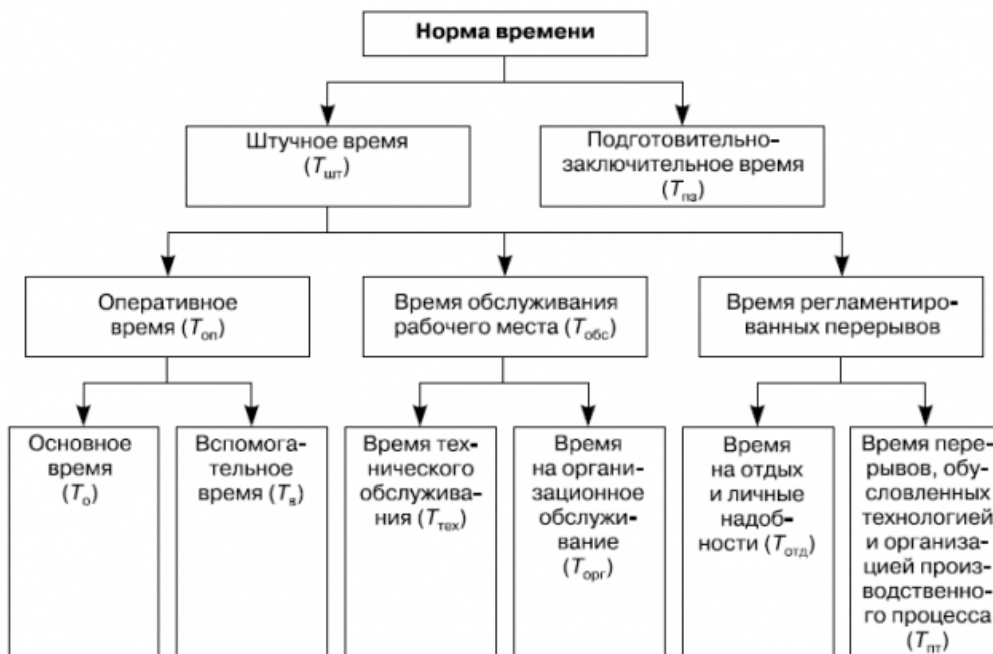 Норма времени
Штучное время
(Tшт)
Подготовительно-
заключительное время
(Tпз)
Оперативное
время (Tоп)
Время обслуживания
рабочего места (Tобс)
Время регламентиро-
ванных перерывов
Основное
время
(Tо)
Вспомога-
тельное
время (Tв)
Время тех-
нического
обслужива-
ния (Tтех)
Время
на органи-
зационное
обслужи-
вание
(Tорг)
Время
на отдых
и личные
надоб-
ности (Tотд)
Время пере-
рывов, обу-
словленных
технологией
и организа-
цией произ-
водственно-
го процесса
(Tпт)